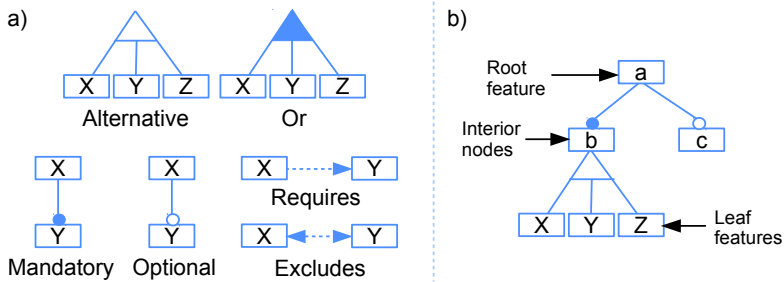 a)
X Y Z
Alternative
X Y Z
Or
X
Y
Mandatory
X
Y
Optional
X Y
Requires
X Y
Excludes
b)
Root
feature
a
Interior
nodes
b
c
X Y Z
Leaf
features